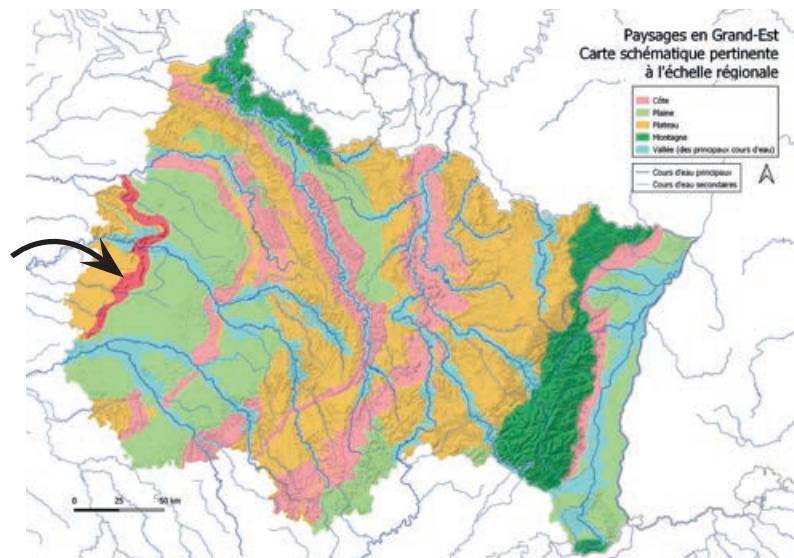 Paysages en Grand-Est
Carte schématique pertinente
à l'échelle régionale
Côte
Plaine
Plateau
Montagne
Vallée (des principaux cours d'eau)
Cours d'eau principaux
Cours d'eau secondaires
0 25 50 km